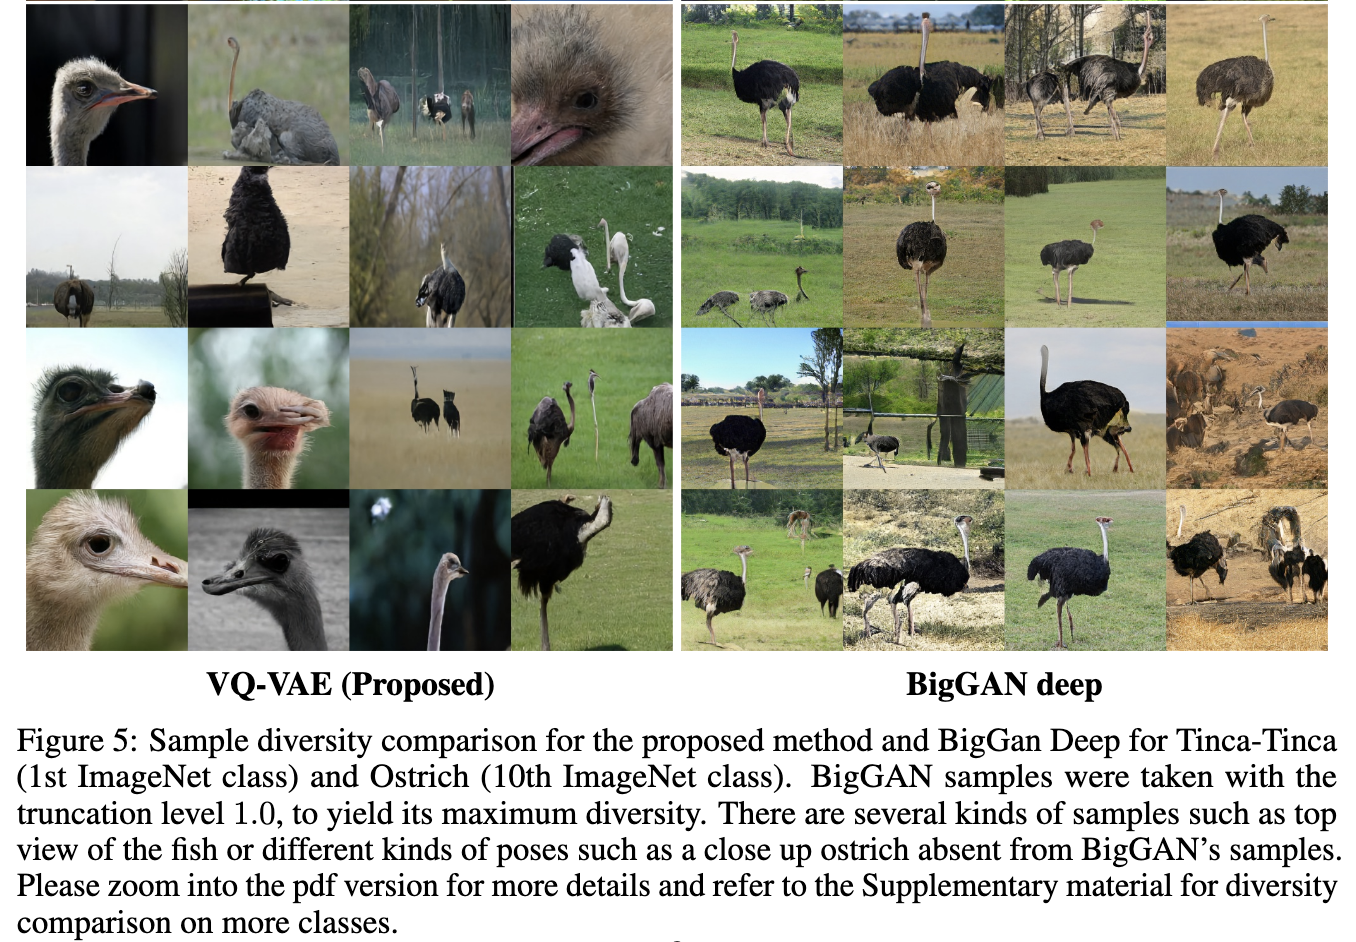 VQ-VAE (Proposed)
BigGAN deep
Figure 5: Sample diversity comparison for the proposed method and BigGan Deep for Tinca-Tinca
(1st ImageNet class) and Ostrich (10th ImageNet class). BigGAN samples were taken with the
truncation level 1.0, to yield its maximum diversity. There are several kinds of samples such as top
view of the fish or different kinds of poses such as a close up ostrich absent from BigGAN’s samples.
Please zoom into the pdf version for more details and refer to the Supplementary material for diversity
comparison on more classes.